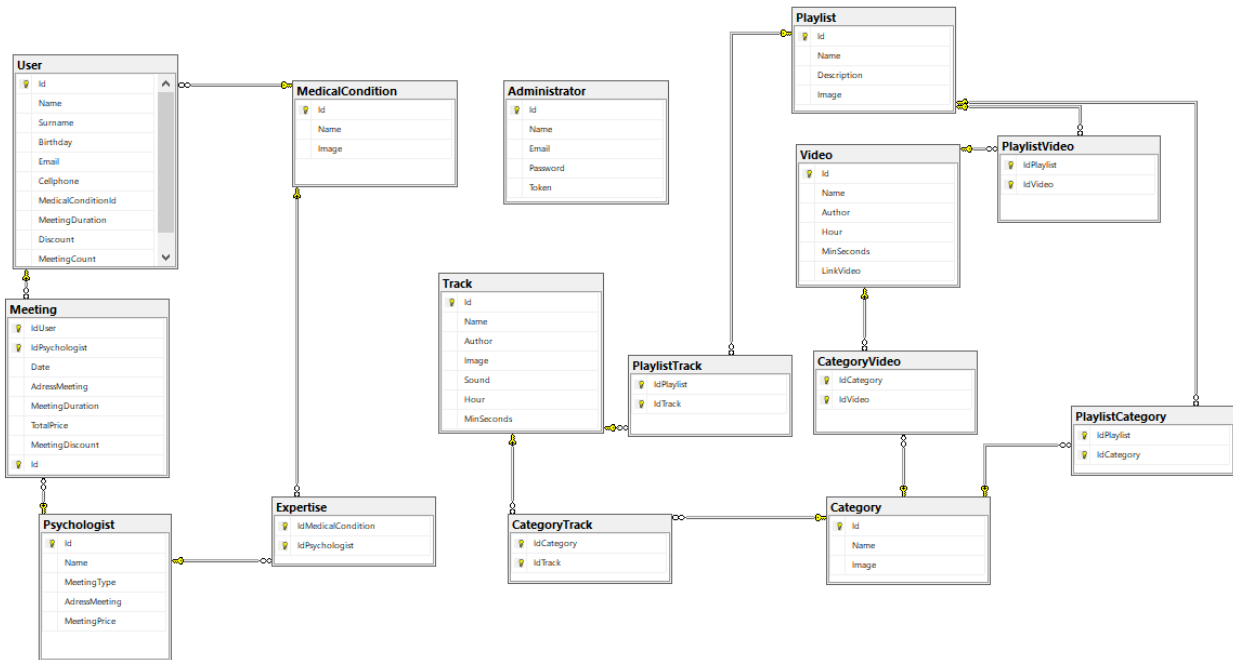 User
Id
Name
Surname
Birthday
Email
Cellphone
MedicalConditionId
MeetingDuration
Discount
MeetingCount
MedicalCondition
Id
Name
Image
Administrator
Id
Name
Email
Password
Token
Playlist
Id
Name
Description
Image
PlaylistVideo
IdPlaylist
IdVideo
Video
Id
Name
Author
Hour
MinSeconds
LinkVideo
Meeting
IdUser
IdPsychologist
Date
AdressMeeting
MeetingDuration
TotalPrice
MeetingDiscount
Id
Track
Id
Name
Author
Image
Sound
Hour
MinSeconds
PlaylistTrack
IdPlaylist
IdTrack
CategoryVideo
IdCategory
IdVideo
PlaylistCategory
IdPlaylist
IdCategory
Psychologist
Id
Name
MeetingType
AdressMeeting
MeetingPrice
Expertise
IdMedicalCondition
IdPsychologist
CategoryTrack
IdCategory
IdTrack
Category
Id
Name
Image